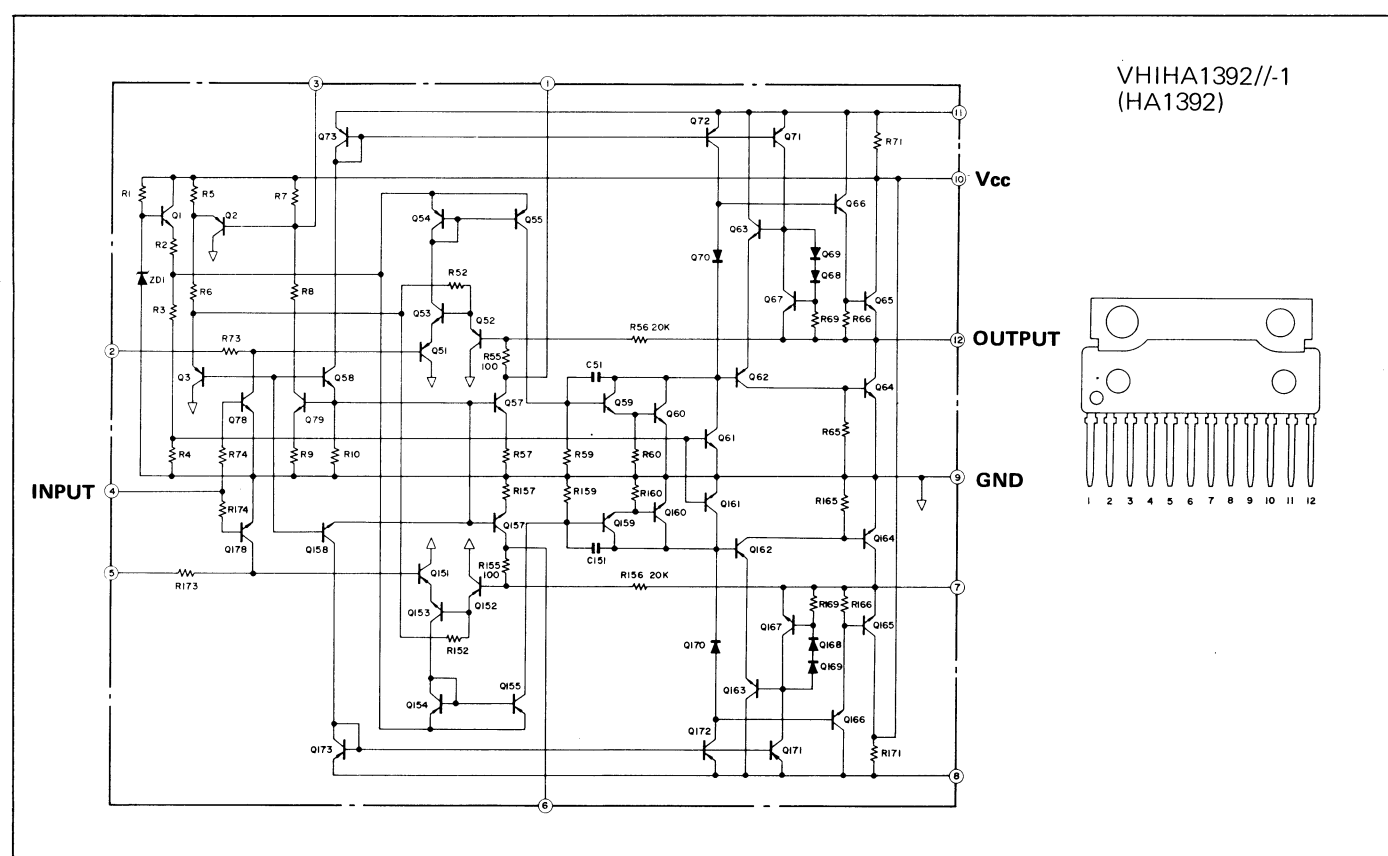 VHIHA1392//-1
(HA1392)
3
1
11
Q73
Q72
Q71
R71
10 Vcc
R1
R5
R7
Q1
Q2
Q54
Q55
Q66
Q63
R2
Q70
Q69
ZD1
R6
R8
R52
Q68
R3
Q53
Q52
Q67
R69
R66
Q65
R73
R56 20K
2
Q51
R55
100
12 OUTPUT
C51
Q3
Q58
Q62
Q64
Q78
Q79
Q57
Q59
Q60
R65
Q61
R4
R74
R9
R10
R57
R59
R60
INPUT 4
9 GND
R174
R157
R159
R160
Q161
R165
Q178
Q158
Q157
Q159
Q160
Q162
Q164
5
R173
Q151
R155
100
C151
R156 20K
7
Q153
Q152
R169
R166
Q167
Q165
R152
Q170
Q168
Q169
Q154
Q155
Q163
Q166
Q173
Q172
Q171
R171
8
6
1 2 3 4 5 6 7 8 9 10 11 12